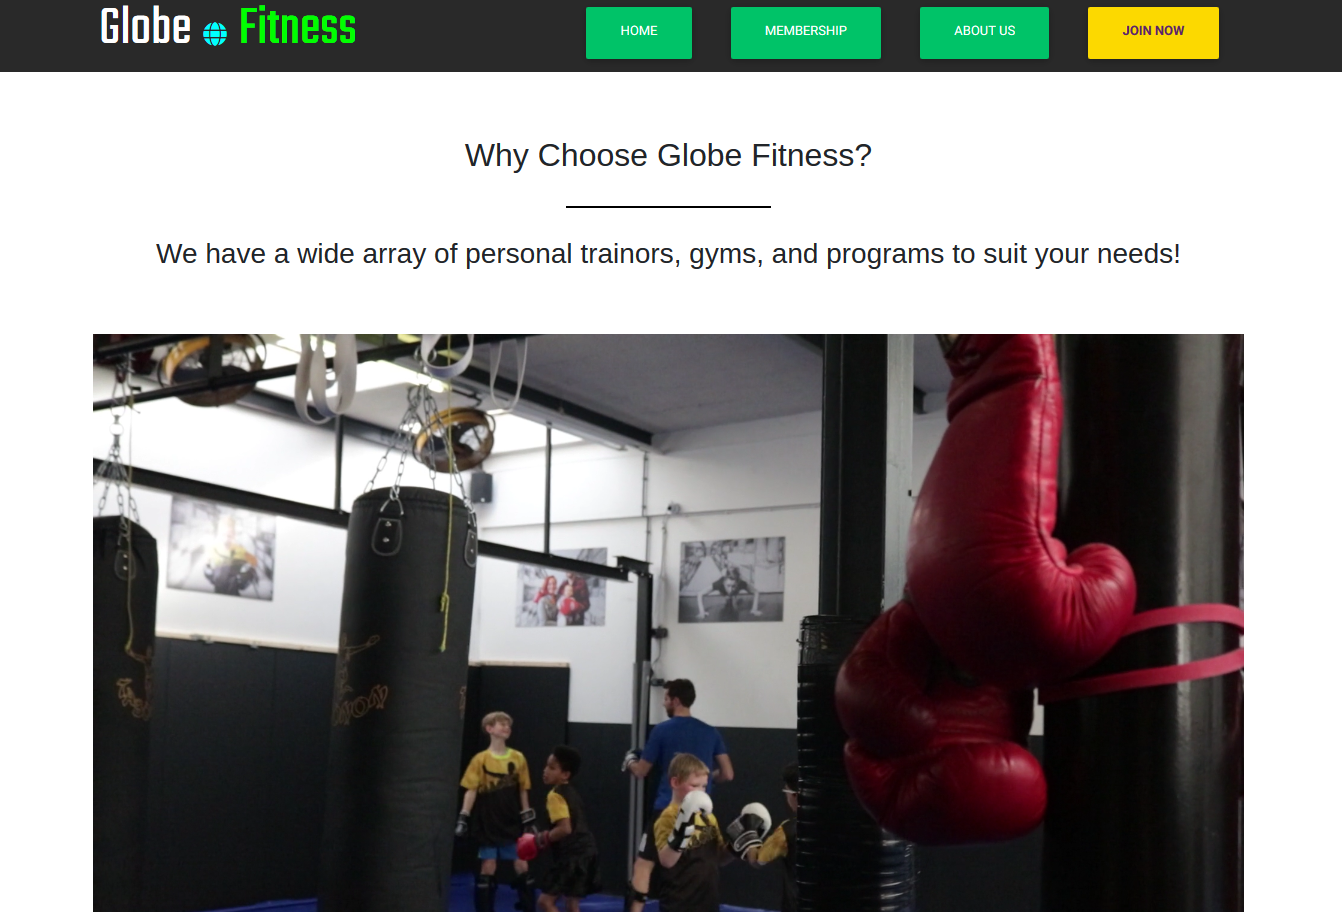 Globe Fitness
HOME
MEMBERSHIP
ABOUT US
JOIN NOW
Why Choose Globe Fitness?
We have a wide array of personal trainors, gyms, and programs to suit your needs!